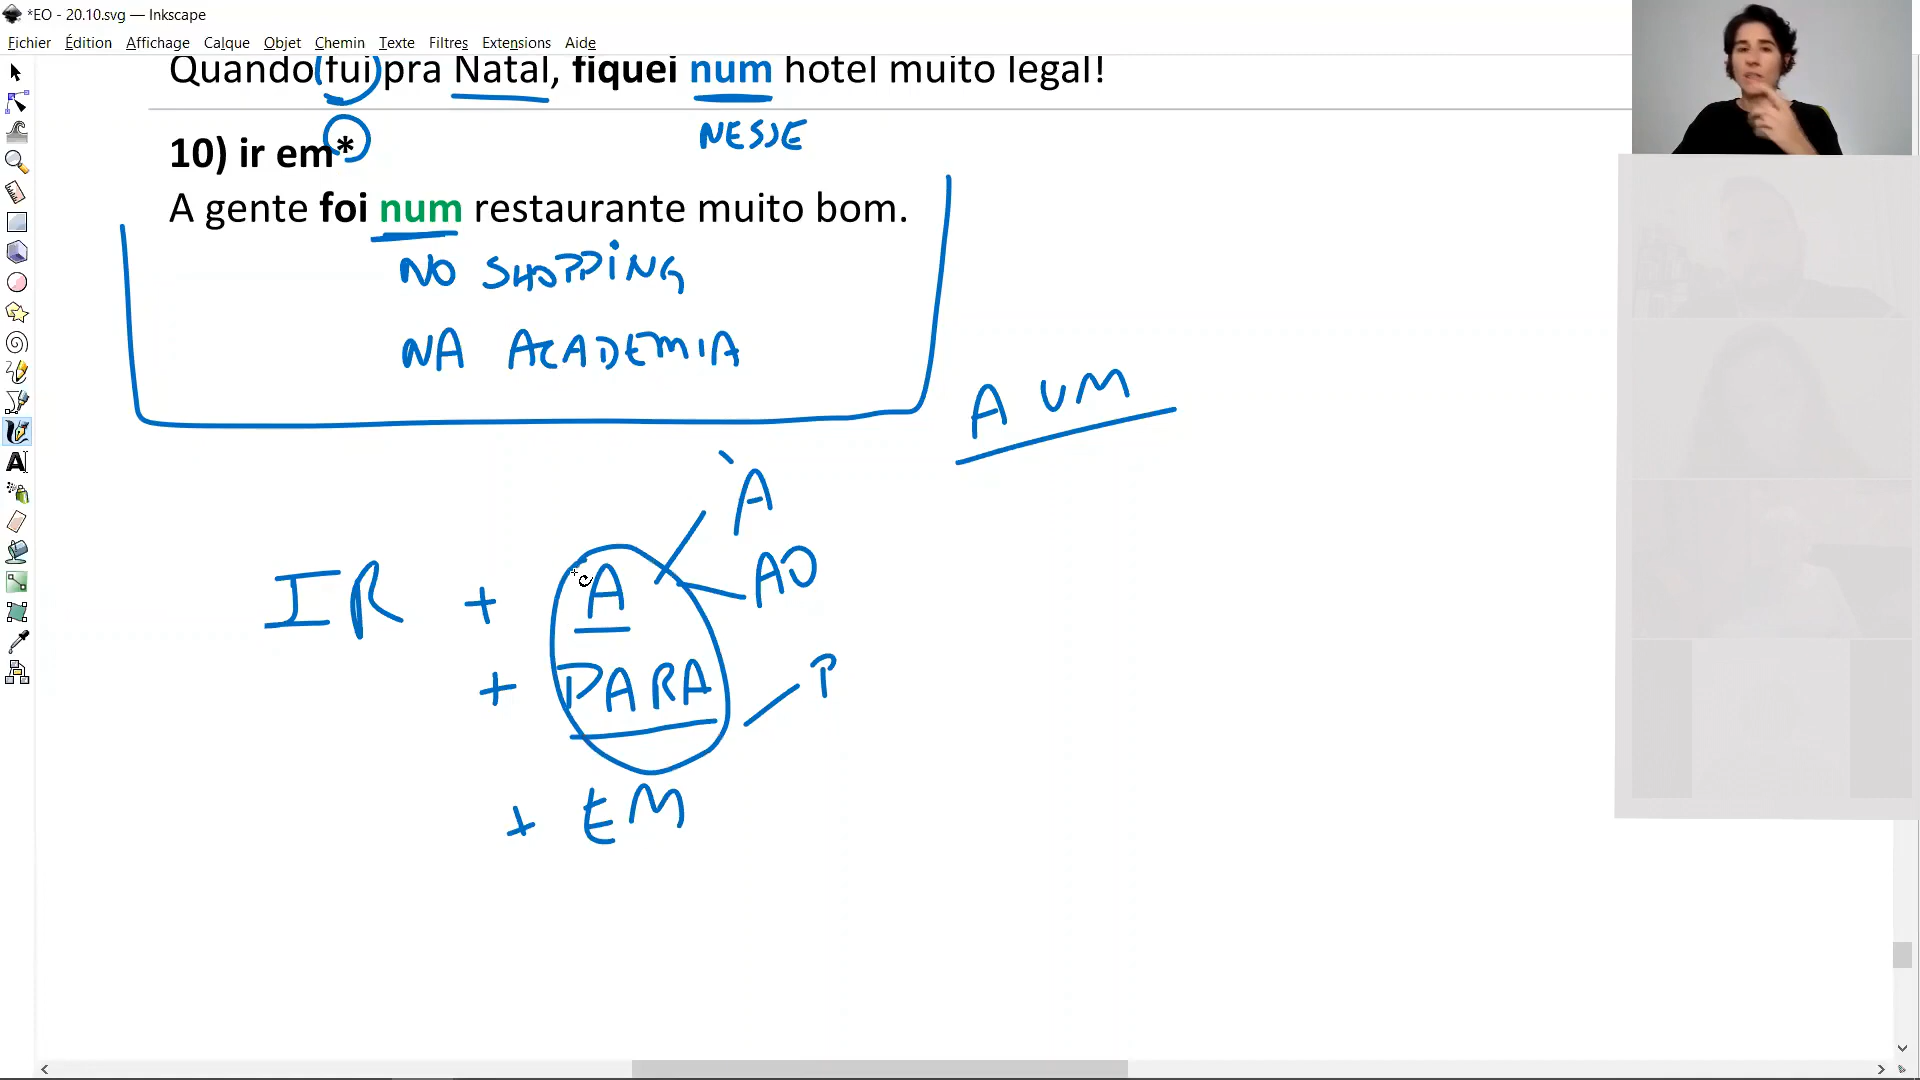 *EO - 20.10.svg — Inkscape
Fichier Édition Affichage Calque Objet Chemin Texte Filtres Extensions Aide
Quando fui pra Natal, fiquei num hotel muito legal!
NESSE
10) ir em*
A gente foi num restaurante muito bom.
NO SHOPPING
NA ACADEMIA
A UM
À
IR + A AO
+ PARA P
+ EM